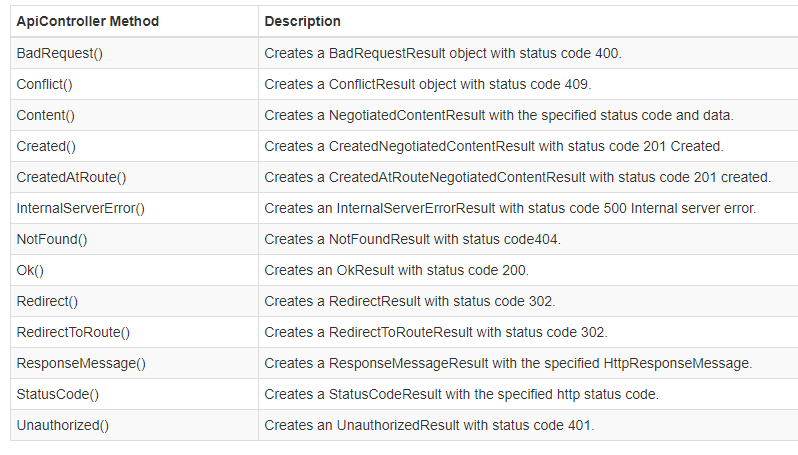 ApiController Method Description
BadRequest() Creates a BadRequestResult object with status code 400.
Conflict() Creates a ConflictResult object with status code 409.
Content() Creates a NegotiatedContentResult with the specified status code and data.
Created() Creates a CreatedNegotiatedContentResult with status code 201 Created.
CreatedAtRoute() Creates a CreatedAtRouteNegotiatedContentResult with status code 201 created.
InternalServerError() Creates an InternalServerErrorResult with status code 500 Internal server error.
NotFound() Creates a NotFoundResult with status code404.
Ok() Creates an OkResult with status code 200.
Redirect() Creates a RedirectResult with status code 302.
RedirectToRoute() Creates a RedirectToRouteResult with status code 302.
ResponseMessage() Creates a ResponseMessageResult with the specified HttpResponseMessage.
StatusCode() Creates a StatusCodeResult with the specified http status code.
Unauthorized() Creates an UnauthorizedResult with status code 401.